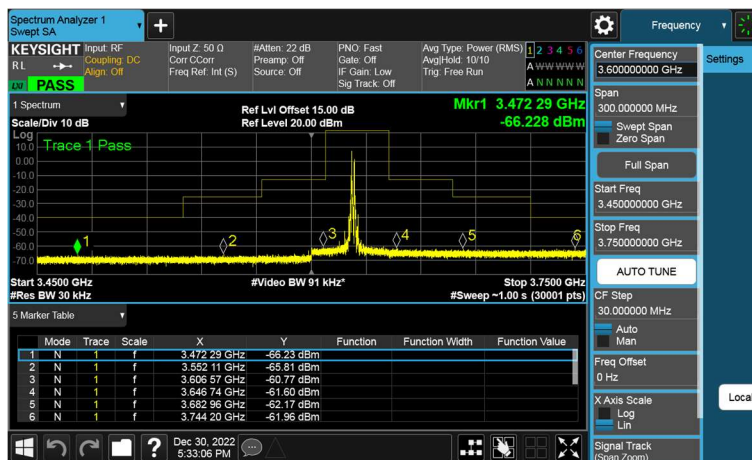 Spectrum Analyzer 1
Swept SA
Frequency
KEYSIGHT
RL
LXI
PASS
Input: RF
Coupling: DC
Align: Off
Input Z: 50 Ω
Corr CCorr
Freq Ref: Int (S)
#Atten: 22 dB
Preamp: Off
Source: Off
PNO: Fast
Gate: Off
IF Gain: Low
Sig Track: Off
Avg Type: Power (RMS)
Avg|Hold: 10/10
Trig: Free Run
1 2 3 4 5 6
A W W W W W
A N N N N N
1 Spectrum
Scale/Div 10 dB
Ref Lvl Offset 15.00 dB
Ref Level 20.00 dBm
Mkr1 3.472 29 GHz
-66.228 dBm
Log
Trace 1 Pass
10.0
0.00
-10.0
-20.0
-30.0
-40.0
-50.0
-60.0
-70.0
1
2
3
4
5
6
Start 3.4500 GHz
#Res BW 30 kHz
#Video BW 91 kHz*
Stop 3.7500 GHz
#Sweep ~1.00 s (30001 pts)
5 Marker Table
Mode Trace Scale X Y Function Function Width Function Value
1 N 1 f 3.472 29 GHz -66.23 dBm
2 N 1 f 3.552 11 GHz -65.81 dBm
3 N 1 f 3.606 57 GHz -60.77 dBm
4 N 1 f 3.646 74 GHz -61.60 dBm
5 N 1 f 3.682 96 GHz -62.17 dBm
6 N 1 f 3.744 20 GHz -61.96 dBm
?
Dec 30, 2022
5:33:06 PM
Center Frequency
3.600000000 GHz
Settings
Span
300.000000 MHz
Swept Span
Zero Span
Full Span
Start Freq
3.450000000 GHz
Stop Freq
3.750000000 GHz
AUTO TUNE
CF Step
30.000000 MHz
Auto
Man
Freq Offset
0 Hz
X Axis Scale
Log
Lin
Local
Signal Track
(Span Zoom)